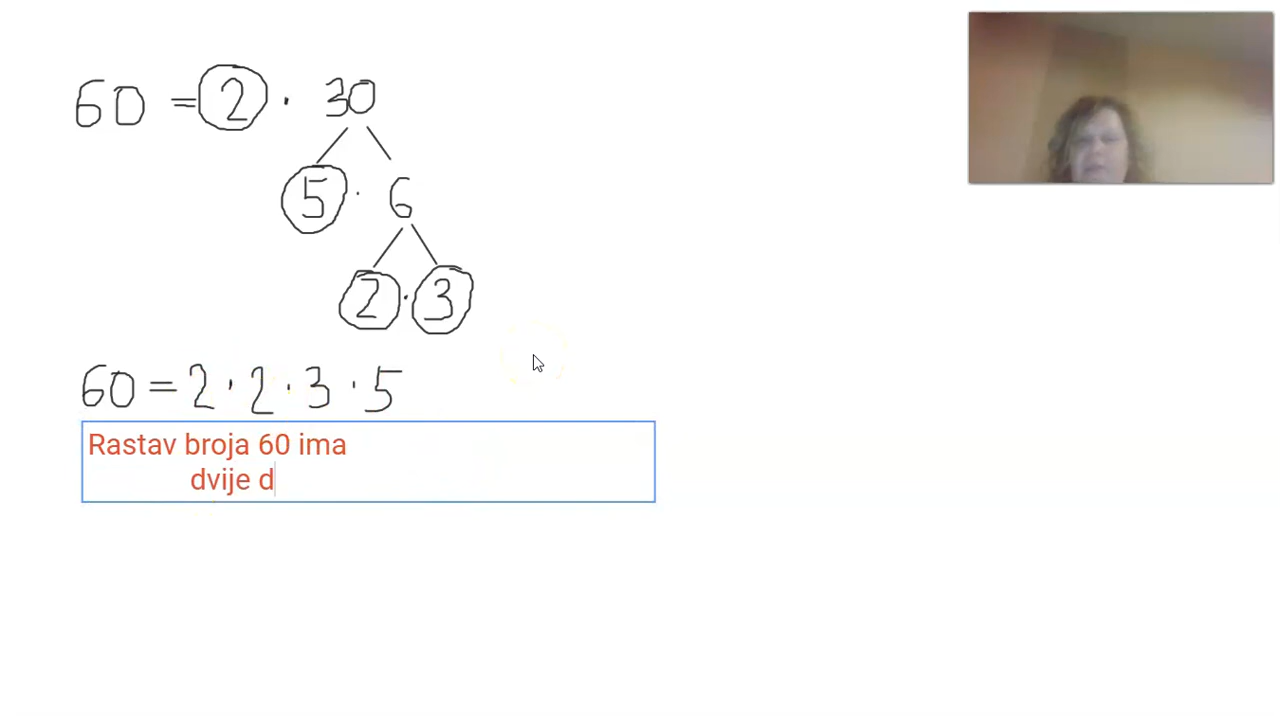 60 = 2 · 30
5 · 6
2 · 3
60 = 2 · 2 · 3 · 5
Rastav broja 60 ima
dvije d